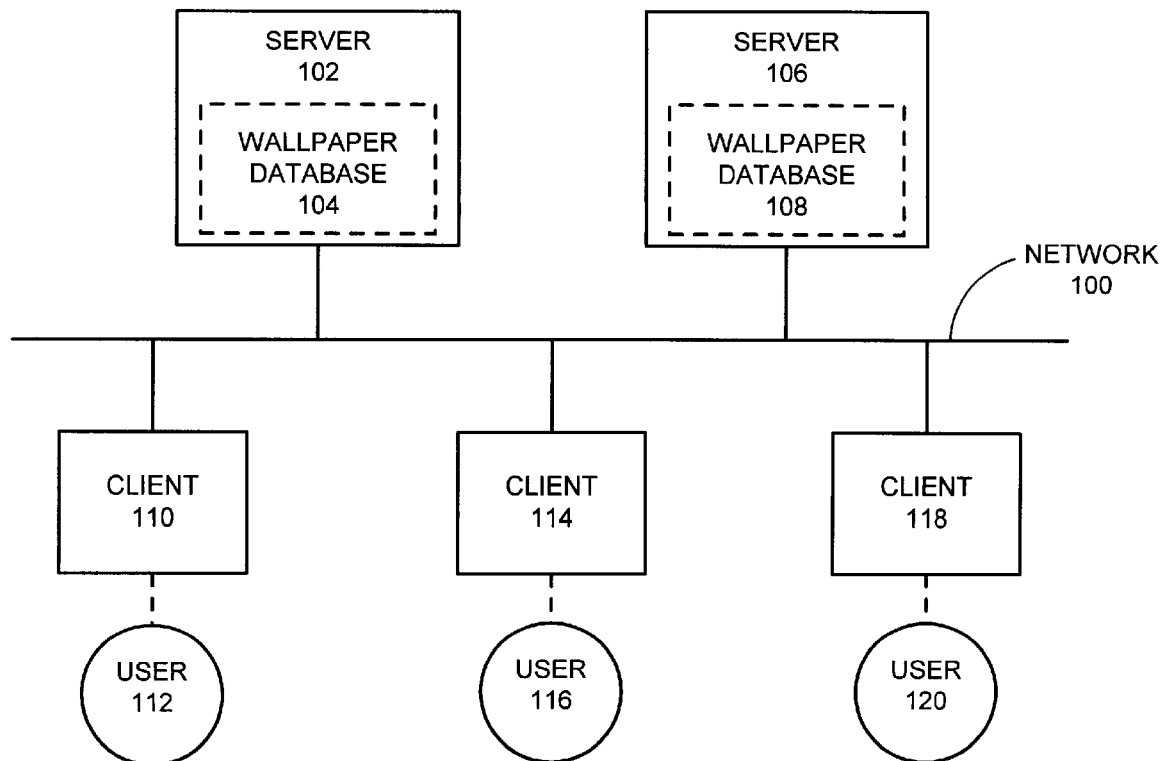 SERVER
102
WALLPAPER
DATABASE
104
SERVER
106
WALLPAPER
DATABASE
108
NETWORK
100
CLIENT
110
CLIENT
114
CLIENT
118
USER
112
USER
116
USER
120